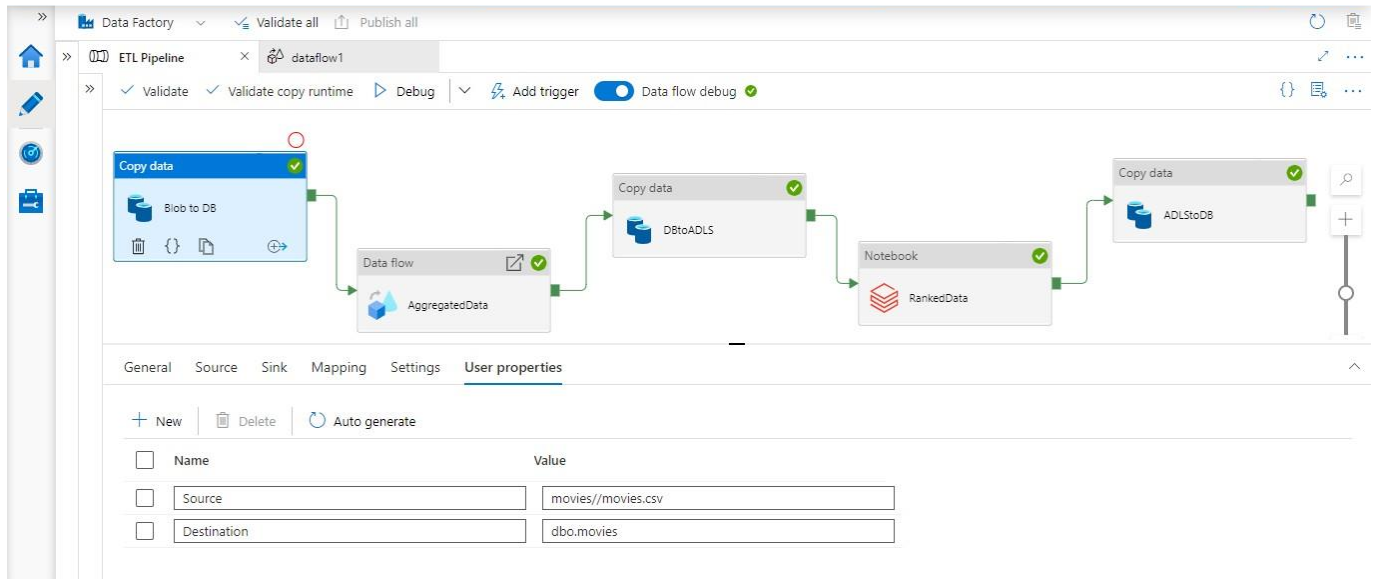 Data Factory Validate all Publish all
ETL Pipeline dataflow1
Validate Validate copy runtime Debug Add trigger Data flow debug
Copy data
Blob to DB
Data flow
AggregatedData
Copy data
DBtoADLS
Notebook
RankedData
Copy data
ADLStoDB
General Source Sink Mapping Settings User properties
New Delete Auto generate
Name Value
Source movies//movies.csv
Destination dbo.movies